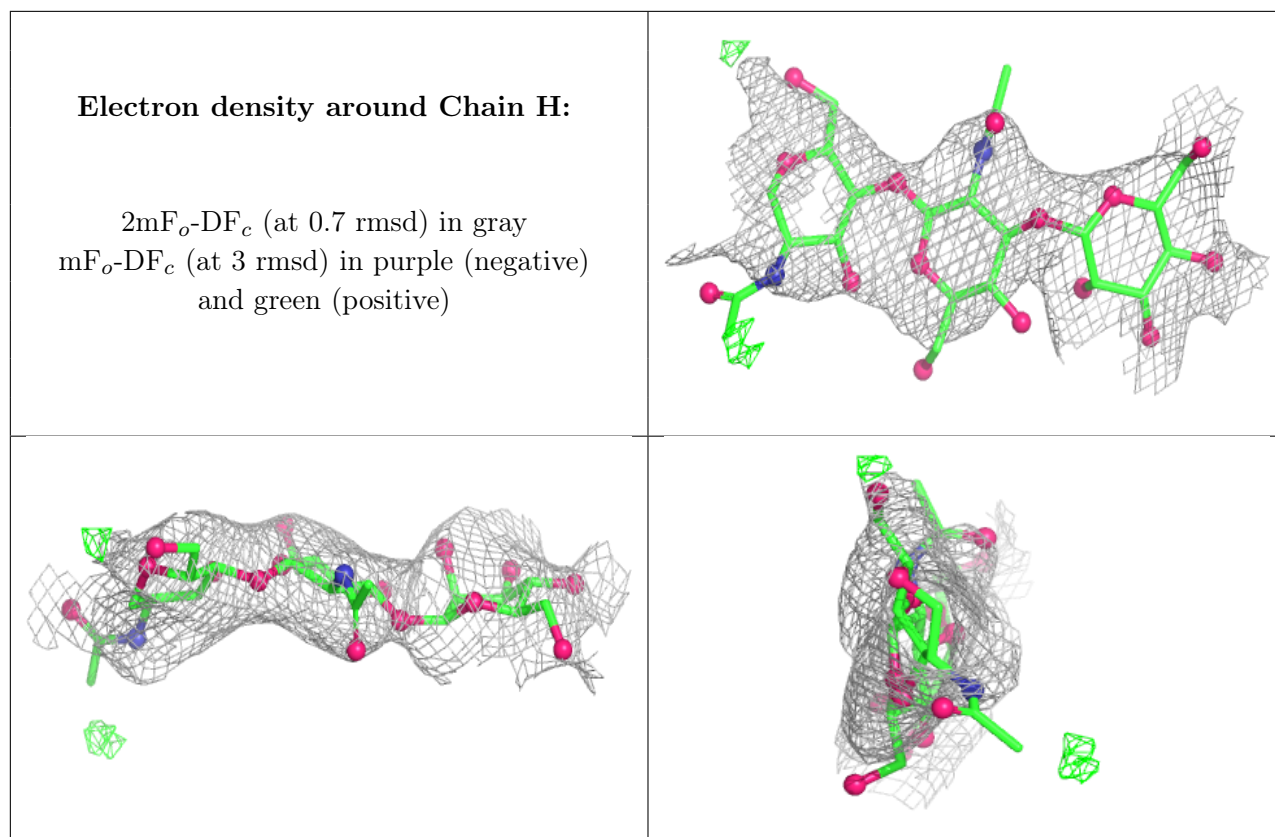 Electron density around Chain H:
2mFₒ-DF𝒸 (at 0.7 rmsd) in gray
mFₒ-DF𝒸 (at 3 rmsd) in purple (negative)
and green (positive)